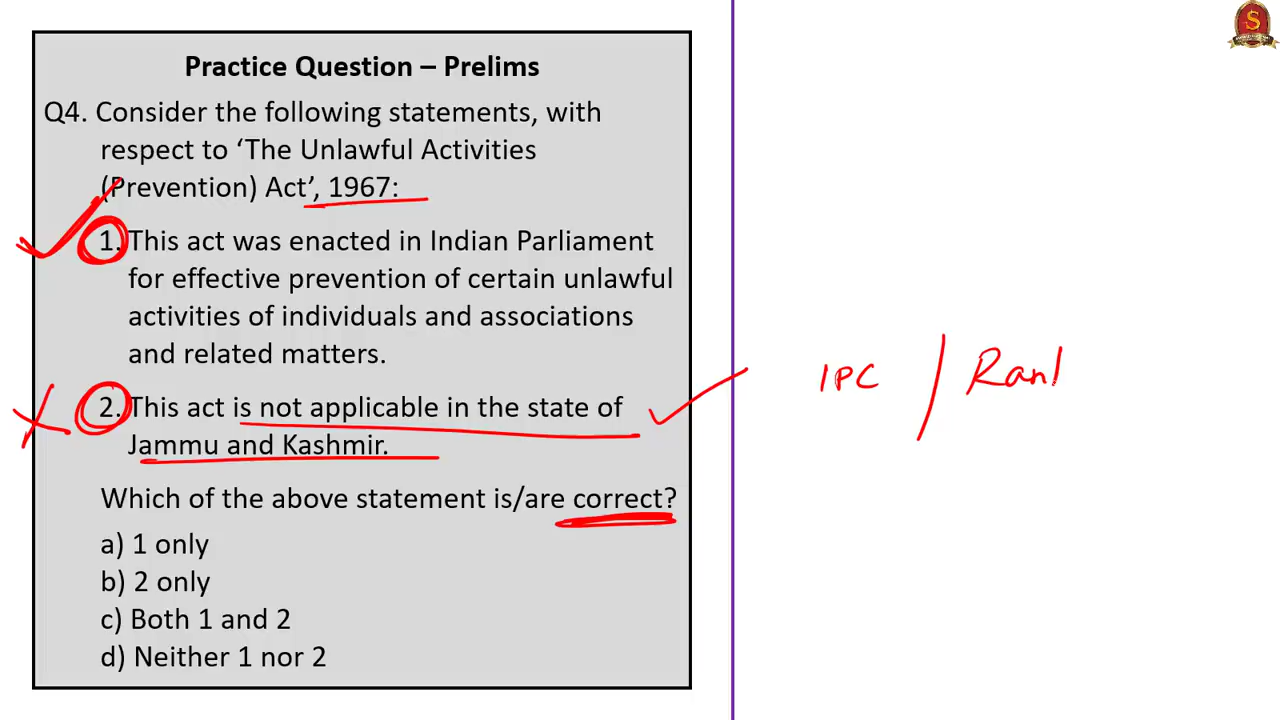 Practice Question – Prelims
Q4. Consider the following statements, with
respect to ‘The Unlawful Activities
(Prevention) Act’, 1967:
1. This act was enacted in Indian Parliament
for effective prevention of certain unlawful
activities of individuals and associations
and related matters.
2. This act is not applicable in the state of
Jammu and Kashmir.
Which of the above statement is/are correct?
a) 1 only
b) 2 only
c) Both 1 and 2
d) Neither 1 nor 2
IPC / Ran
S